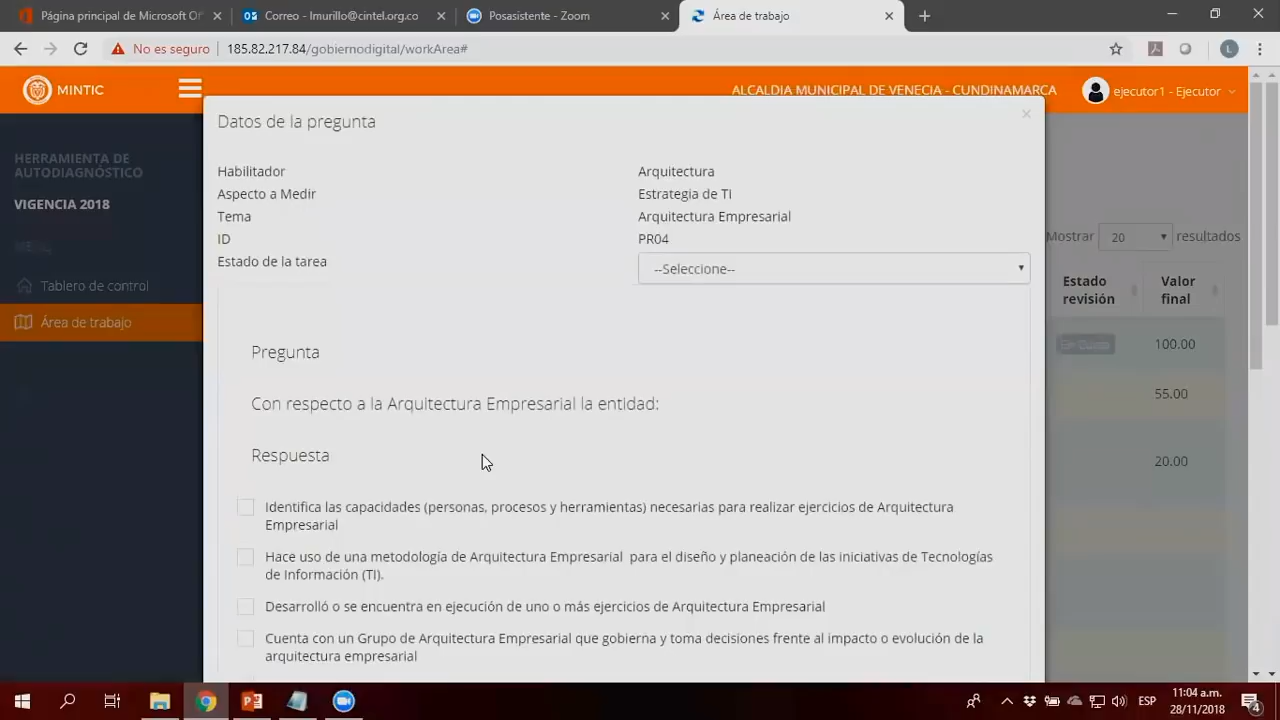 Página principal de Microsoft Of
Correo - lmurillo@cintel.org.co
Posasistente - Zoom
Área de trabajo
No es seguro
185.82.217.84/gobiernodigital/workArea#
L
MINTIC
ALCALDIA MUNICIPAL DE VENECIA - CUNDINAMARCA
ejecutor1 - Ejecutor
HERRAMIENTA DE
AUTODIAGNÓSTICO
VIGENCIA 2018
MENU
Tablero de control
Área de trabajo
Datos de la pregunta
×
Habilitador
Arquitectura
Aspecto a Medir
Estrategia de TI
Tema
Arquitectura Empresarial
ID
PR04
Estado de la tarea
--Seleccione--
Pregunta
Con respecto a la Arquitectura Empresarial la entidad:
Respuesta
Identifica las capacidades (personas, procesos y herramientas) necesarias para realizar ejercicios de Arquitectura
Empresarial
Hace uso de una metodología de Arquitectura Empresarial para el diseño y planeación de las iniciativas de Tecnologías
de Información (TI).
Desarrolló o se encuentra en ejecución de uno o más ejercicios de Arquitectura Empresarial
Cuenta con un Grupo de Arquitectura Empresarial que gobierna y toma decisiones frente al impacto o evolución de la
arquitectura empresarial
Mostrar 20 resultados
Estado
revisión
Valor
final
100.00
55.00
20.00
ESP
11:04 a.m.
28/11/2018
4